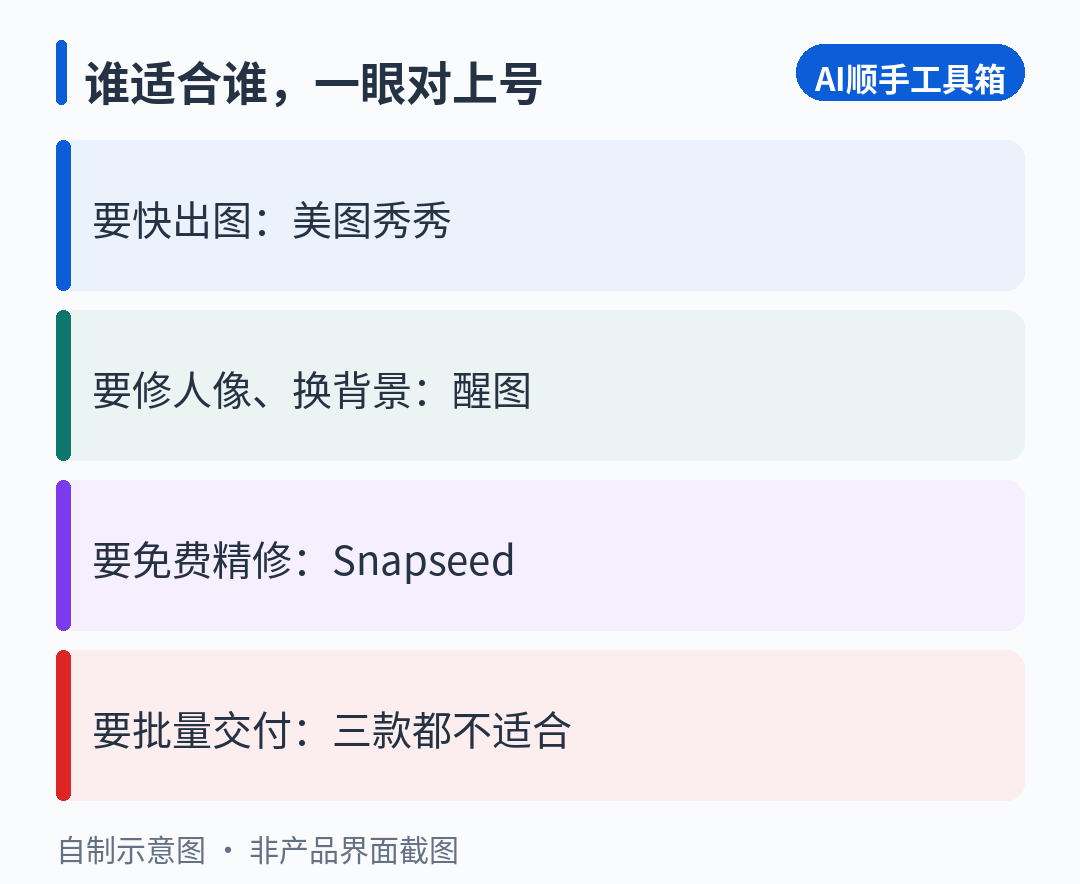 谁适合谁，一眼对上号
AI顺手工具箱
要快出图：美图秀秀
要修人像、换背景：醒图
要免费精修：Snapseed
要批量交付：三款都不适合
自制示意图 · 非产品界面截图